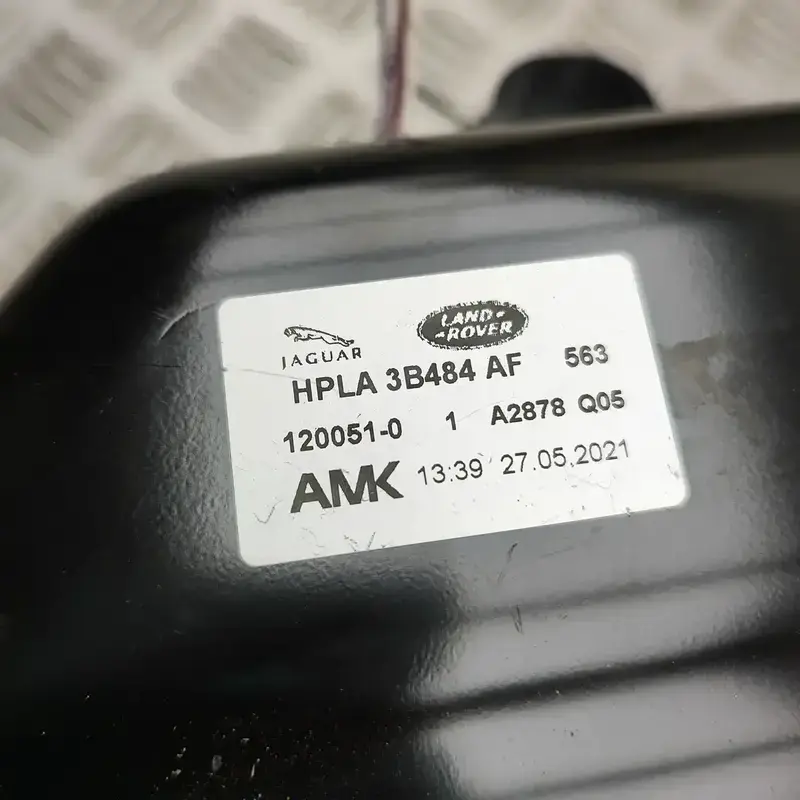 JAGUAR
LAND-
-ROVER
HPLA 3B484 AF 563
120051-0 1 A2878 Q05
AMK 13:39 27.05.2021